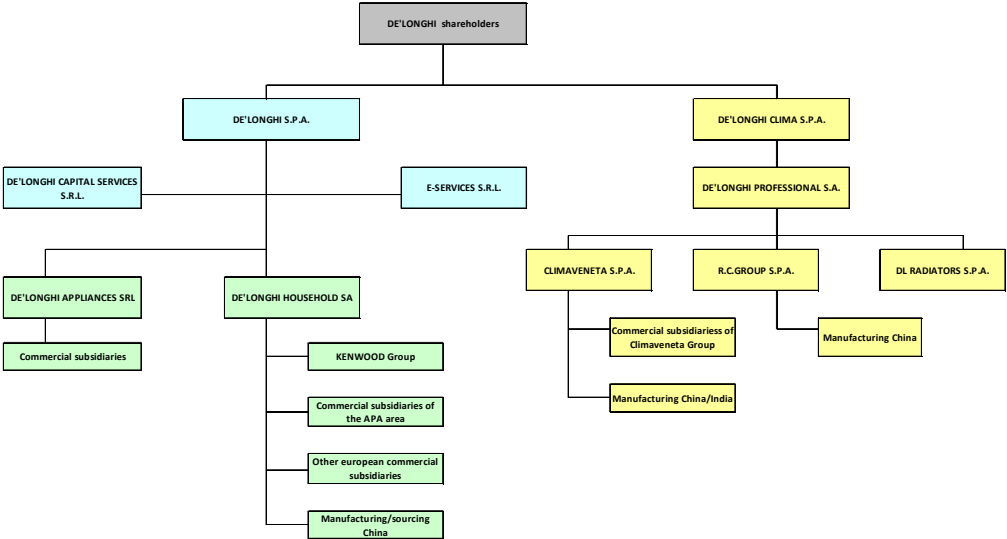 DE'LONGHI shareholders
DE'LONGHI S.P.A.
DE'LONGHI CLIMA S.P.A.
DE'LONGHI CAPITAL SERVICES
S.R.L.
E-SERVICES S.R.L.
DE'LONGHI PROFESSIONAL S.A.
CLIMAVENETA S.P.A.
R.C.GROUP S.P.A.
DL RADIATORS S.P.A.
DE'LONGHI APPLIANCES SRL
DE'LONGHI HOUSEHOLD SA
Commercial subsidiariess of
Climaveneta Group
Manufacturing China
Commercial subsidiaries
KENWOOD Group
Manufacturing China/India
Commercial subsidiaries of
the APA area
Other european commercial
subsidiaries
Manufacturing/sourcing
China